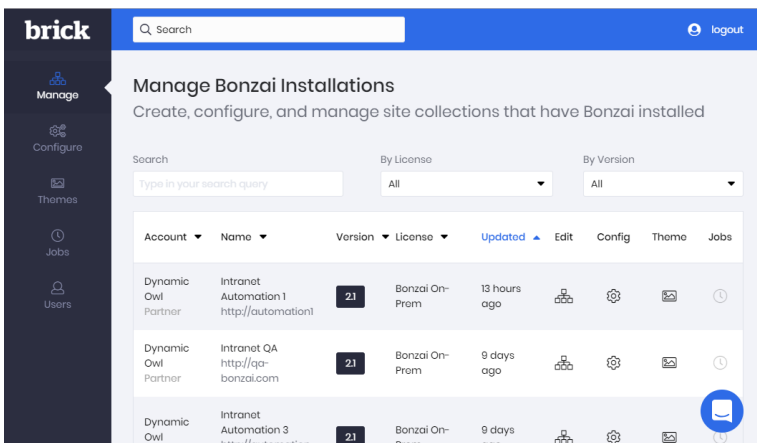 brick
Search
logout
Manage
Configure
Themes
Jobs
Users
Manage Bonzai Installations
Create, configure, and manage site collections that have Bonzai installed
Search By License By Version
Type in your search query All All
Account Name Version License Updated Edit Config Theme Jobs
Dynamic Intranet Bonzai On- 13 hours
Owl Automation 1 2.1 Prem ago
Partner http://automation1
Dynamic Intranet QA Bonzai On- 9 days
Owl http://qa- 2.1 Prem ago
Partner bonzai.com
Dynamic Intranet Bonzai On- 9 days
Owl Automation 3 2.1